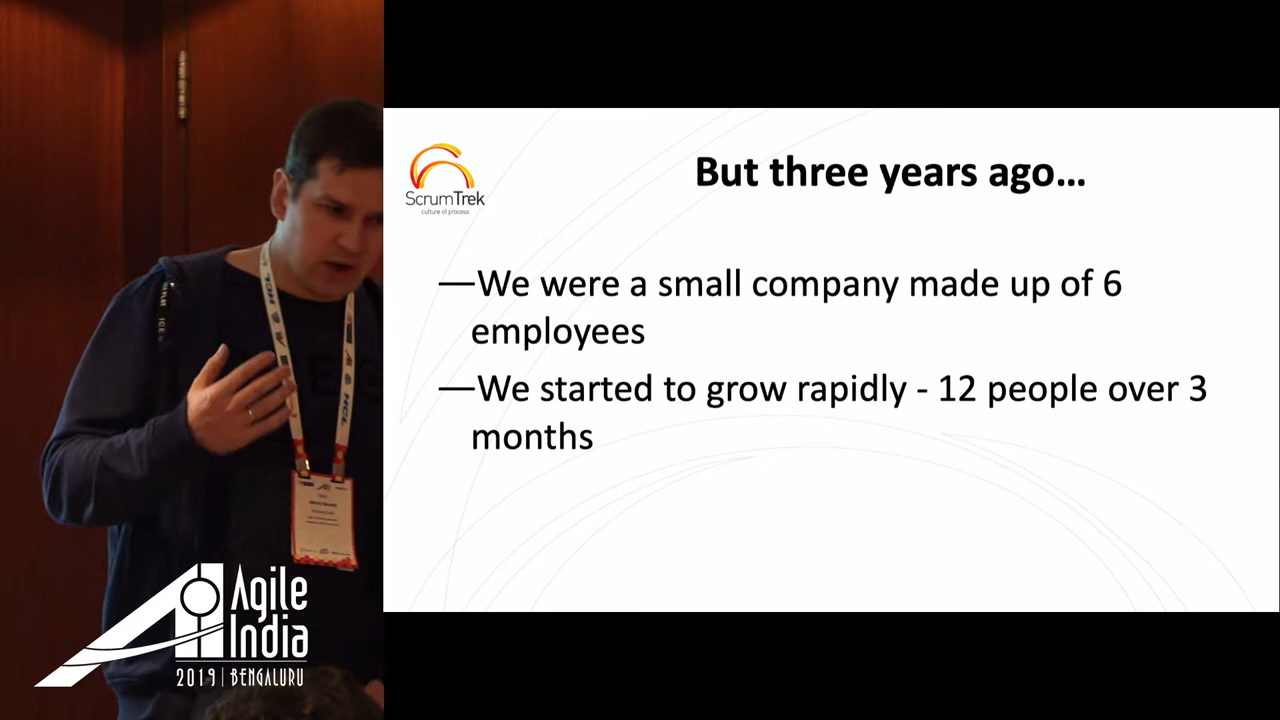 But three years ago...
ScrumTrek
culture of process
—We were a small company made up of 6
employees
—We started to grow rapidly - 12 people over 3
months
HCL
HCL
Agile
India
2019 | BENGALURU